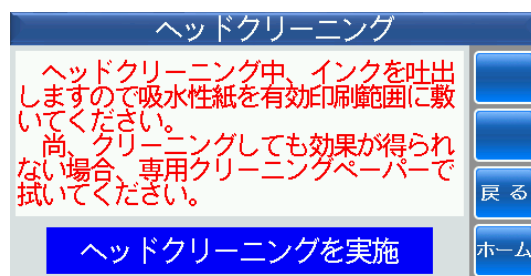 ヘッドクリーニング
ヘッドクリーニング中、インクを吐出
しますので吸水性紙を有効印刷範囲に敷
いてください。
尚、クリーニングしても効果が得られ
ない場合、専用クリーニングペーパーで
拭いてください。
戻る
ヘッドクリーニングを実施
ホーム